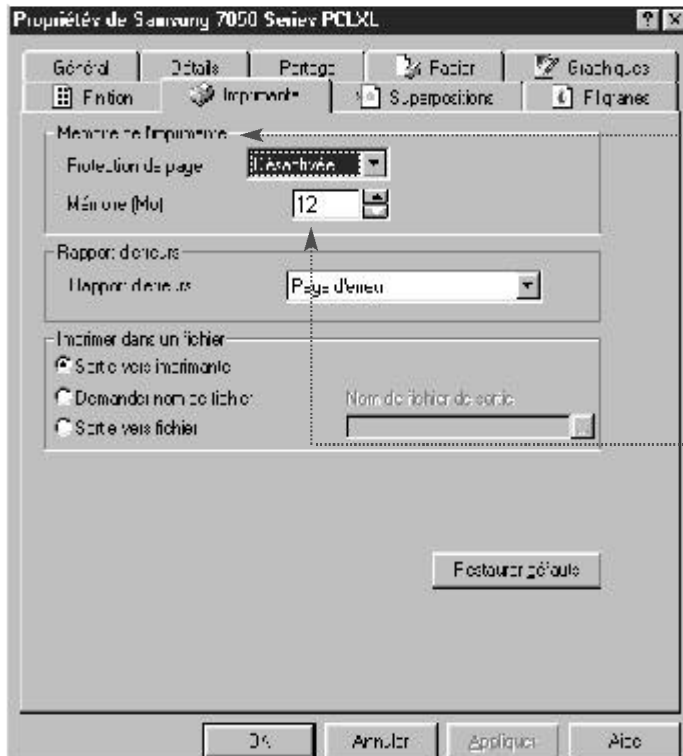 Propriétés de Samsung 7050 Series PCLXL
Général Détails Partage Papier Graphiques
Finition Imprimante Superpositions Filigranes
Mémoire de l'imprimante
Protection de page Désactivée
Mémoire (Mo) 12
Rapport d'erreurs
Rapport d'erreurs Page d'erreur
Imprimer dans un fichier
Sortie vers imprimante
Demander nom de fichier Nom de fichier de sortie
Sortie vers fichier ...
Restaurer défauts
OK Annuler Appliquer Aide